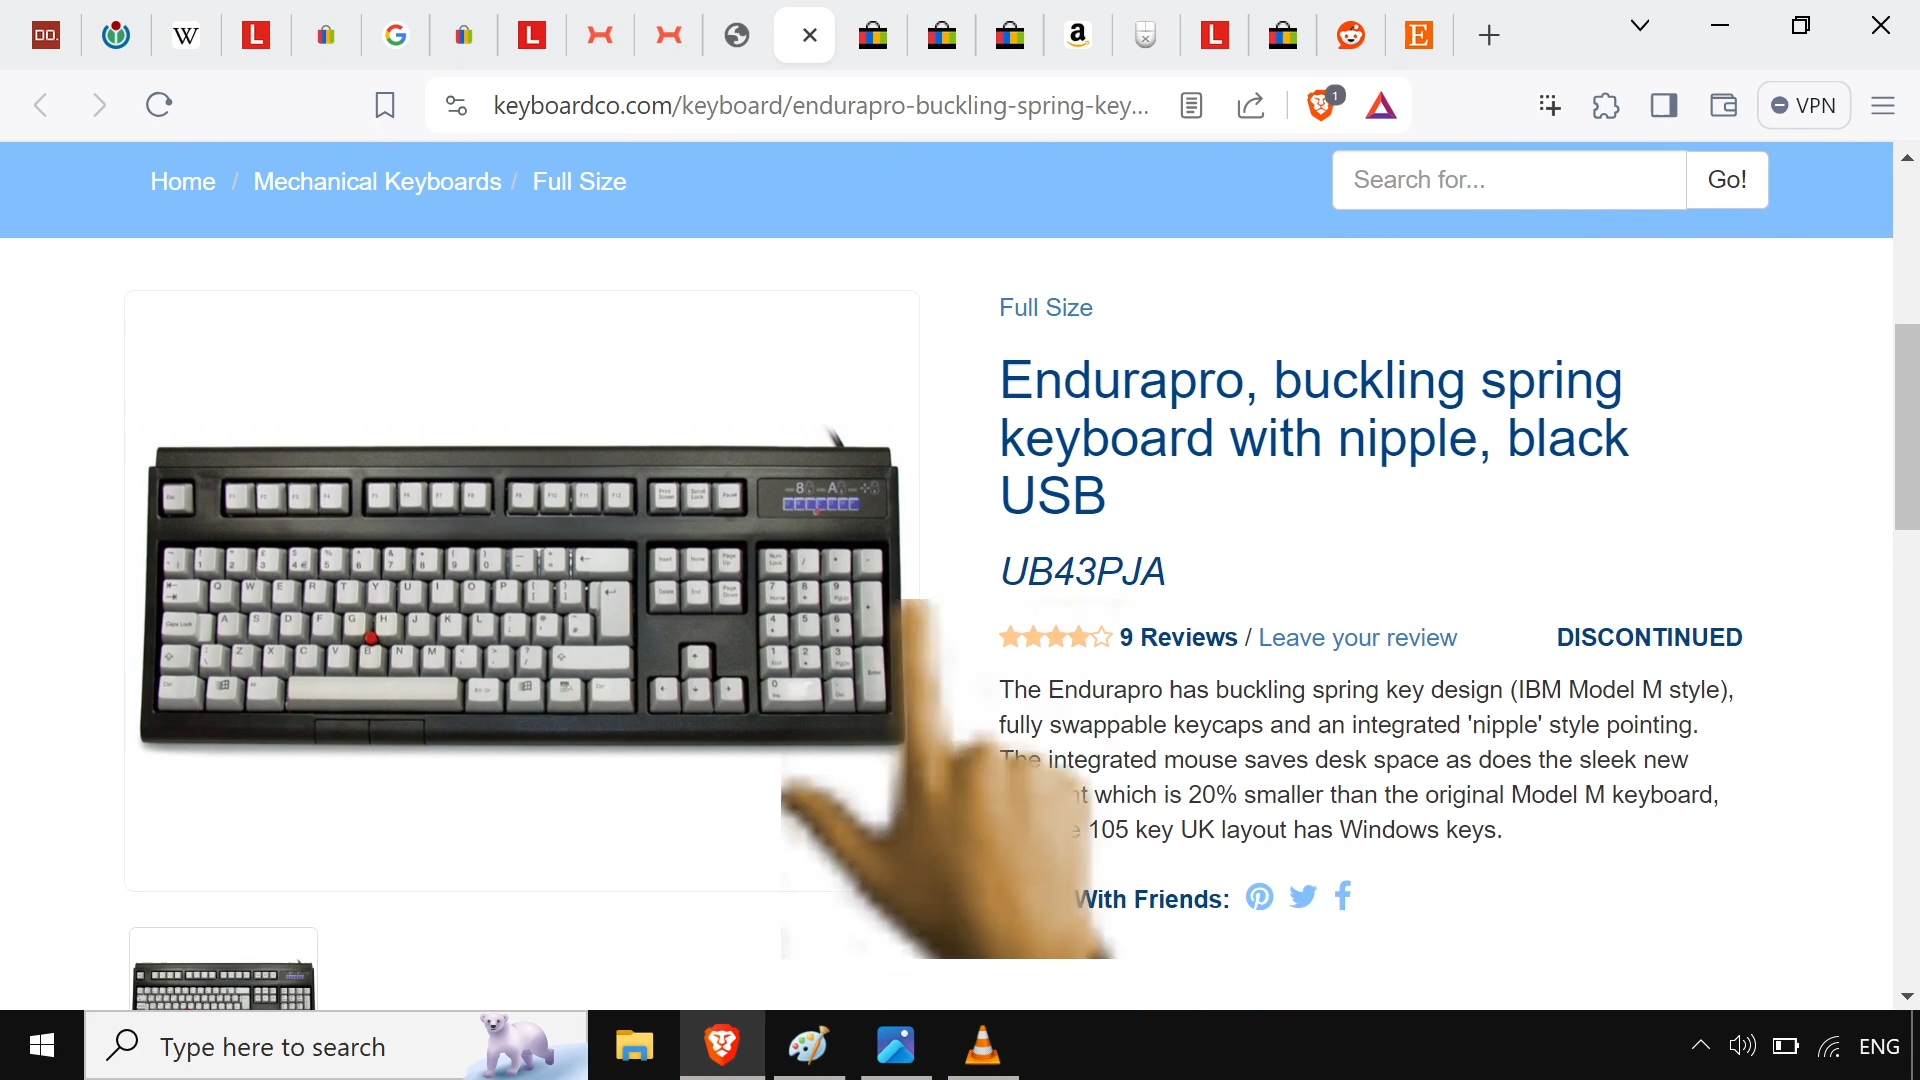 DO.
W
L
G
L
a
L
E
keyboardco.com/keyboard/endurapro-buckling-spring-key...
1
VPN
Home / Mechanical Keyboards / Full Size
Search for...
Go!
Full Size
Endurapro, buckling spring
keyboard with nipple, black
USB
UB43PJA
9 Reviews / Leave your review
DISCONTINUED
The Endurapro has buckling spring key design (IBM Model M style),
fully swappable keycaps and an integrated 'nipple' style pointing.
The integrated mouse saves desk space as does the sleek new
which is 20% smaller than the original Model M keyboard,
105 key UK layout has Windows keys.
With Friends:
Type here to search
ENG